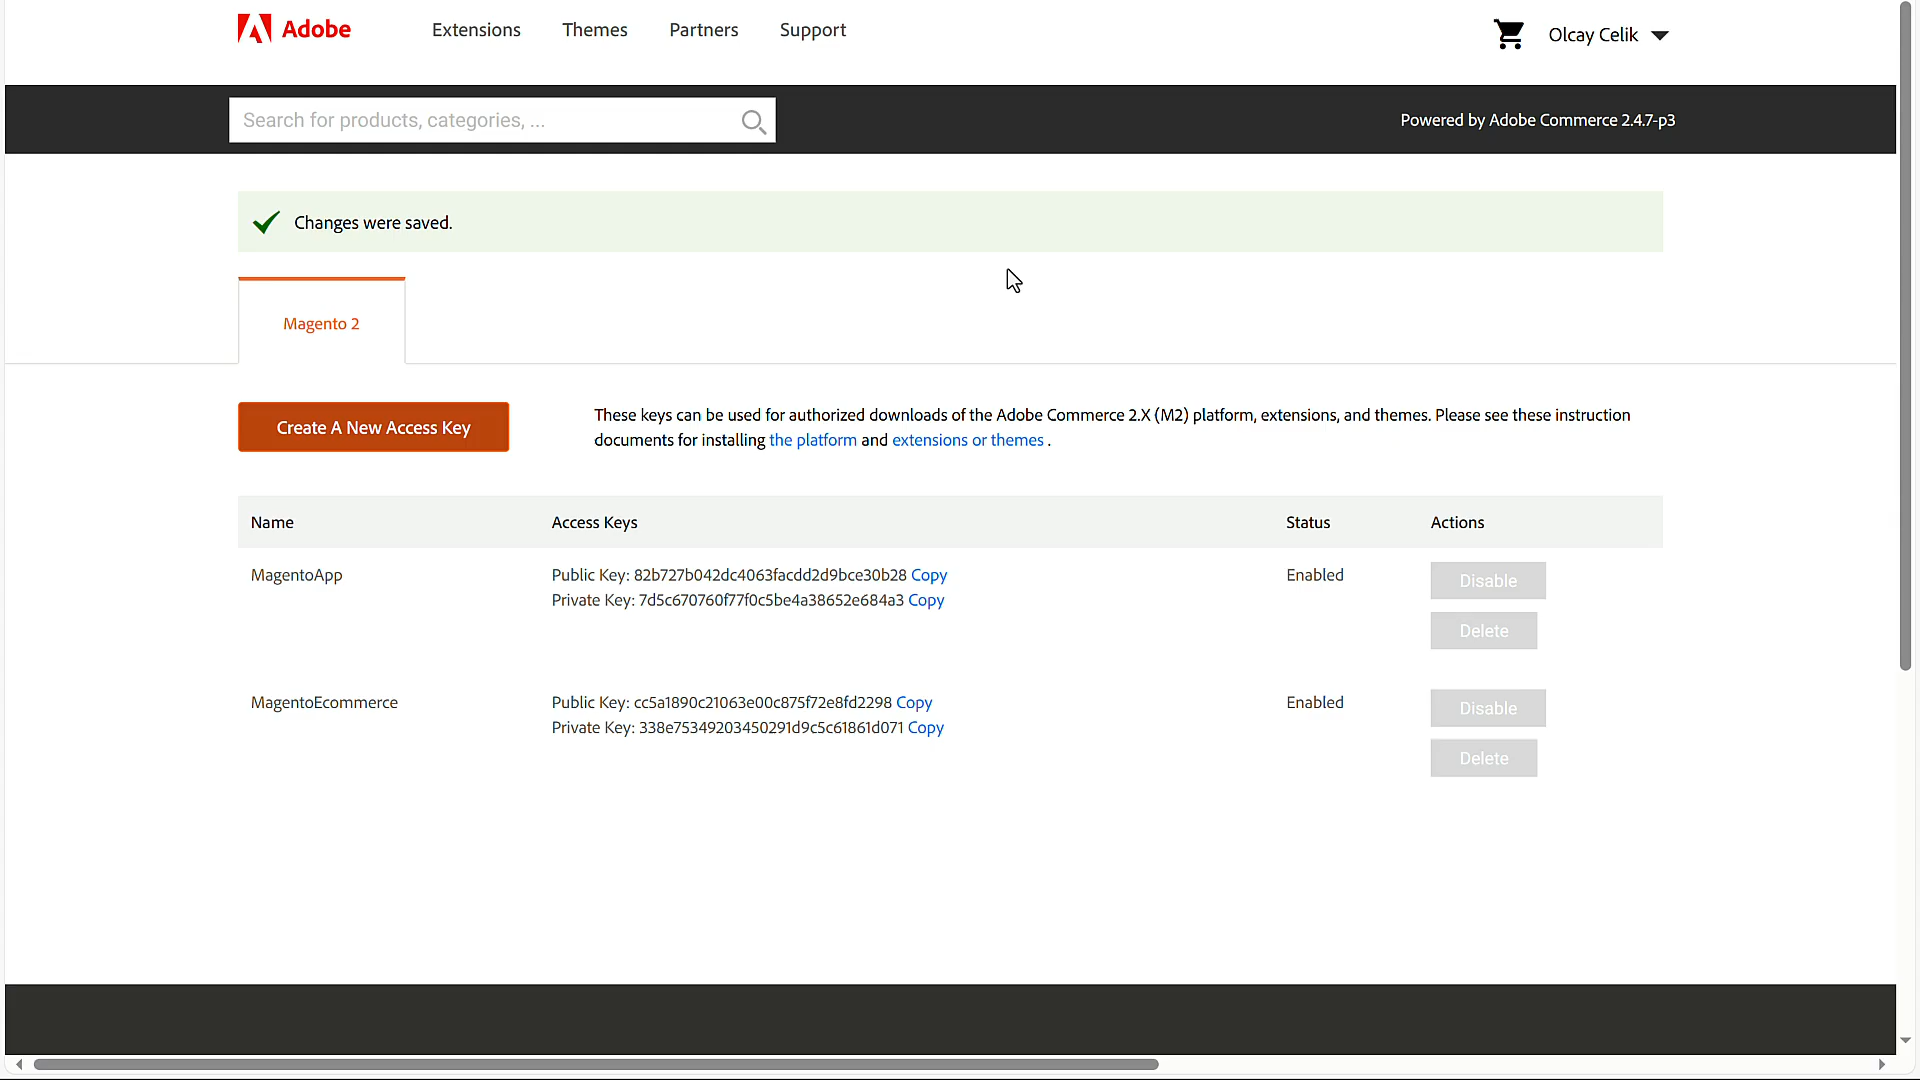 Adobe
Extensions
Themes
Partners
Support
Olcay Celik
Search for products, categories, ...
Powered by Adobe Commerce 2.4.7-p3
Changes were saved.
Magento 2
Create A New Access Key
These keys can be used for authorized downloads of the Adobe Commerce 2.X (M2) platform, extensions, and themes. Please see these instruction
documents for installing the platform and extensions or themes .
Name Access Keys Status Actions
MagentoApp
Public Key: 82b727b042dc4063facdd2d9bce30b28 Copy
Private Key: 7d5c670760f77f0c5be4a38652e684a3 Copy
Enabled
Disable
Delete
MagentoEcommerce
Public Key: cc5a1890c21063e00c875f72e8fd2298 Copy
Private Key: 338e75349203450291d9c5c61861d071 Copy
Enabled
Disable
Delete